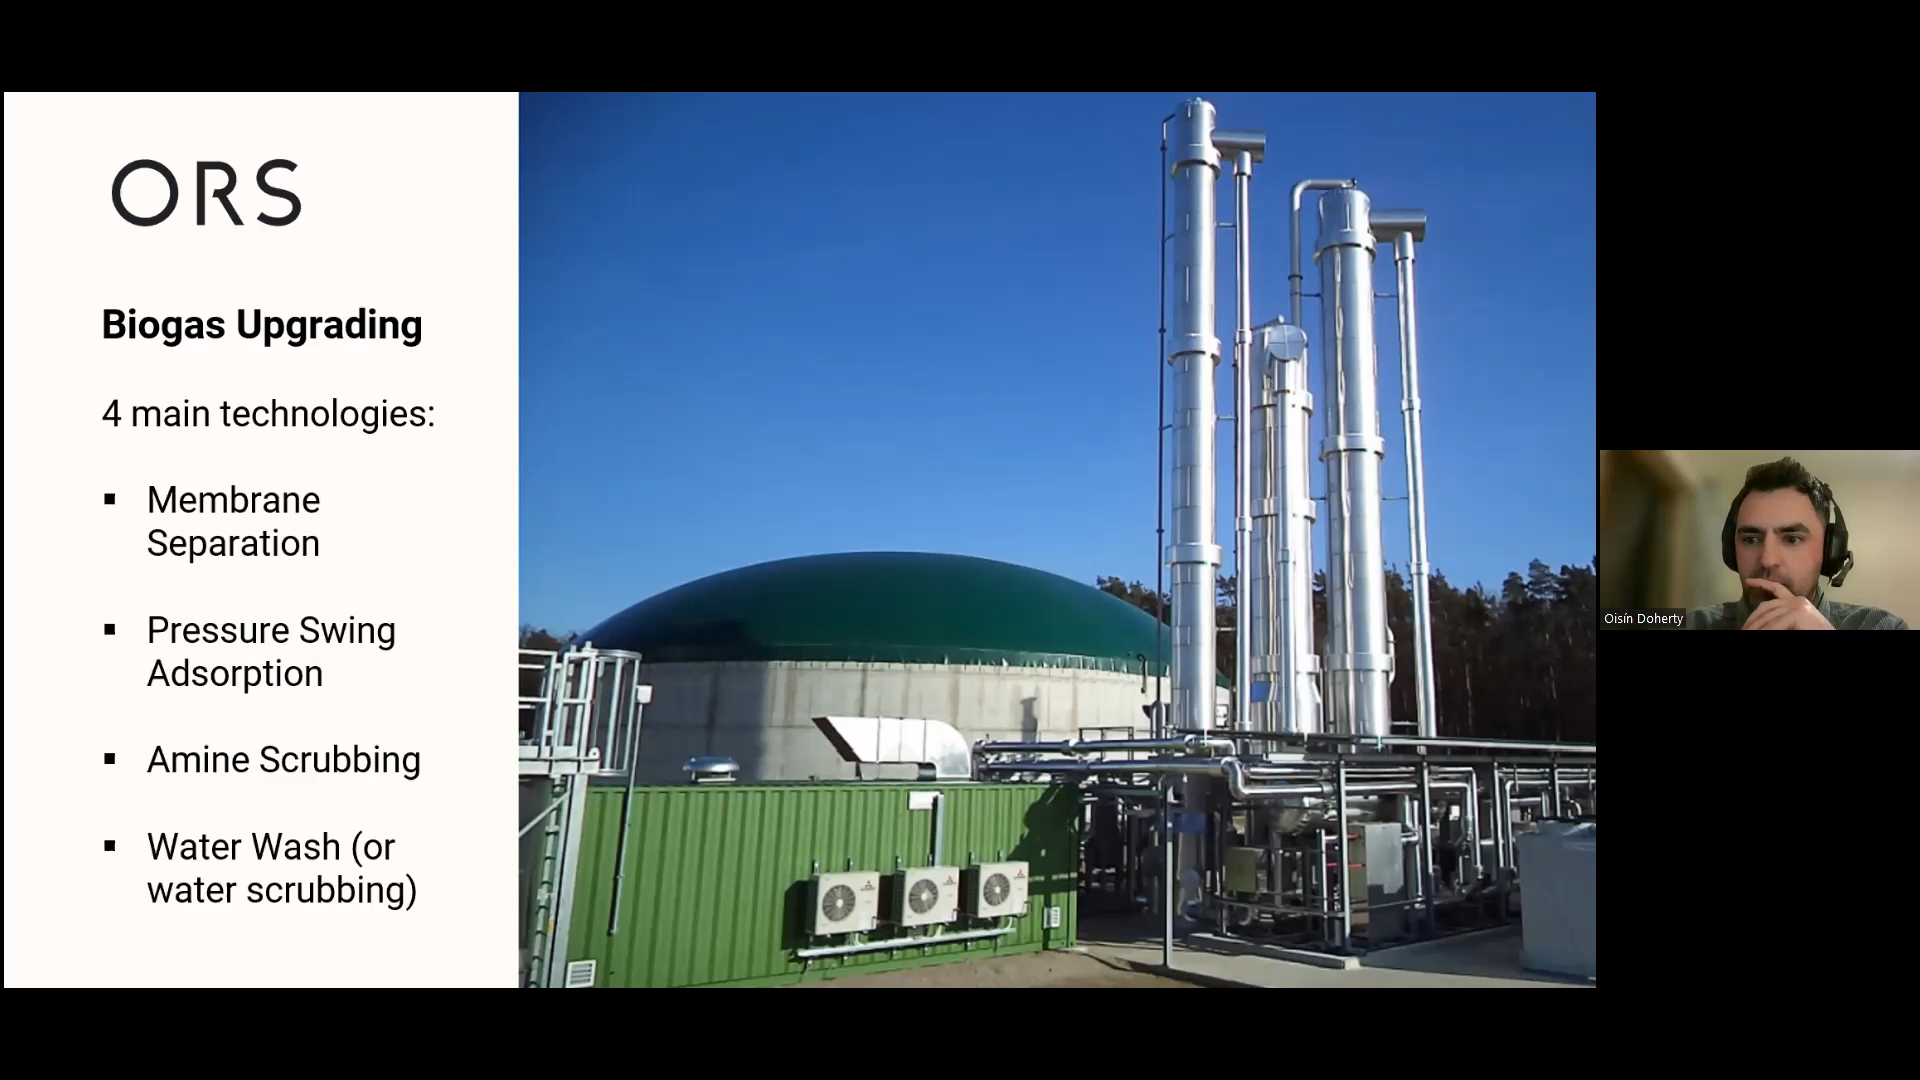 ORS
Biogas Upgrading
4 main technologies:
▪ Membrane
Separation
▪ Pressure Swing
Adsorption
▪ Amine Scrubbing
▪ Water Wash (or
water scrubbing)
Oisín Doherty